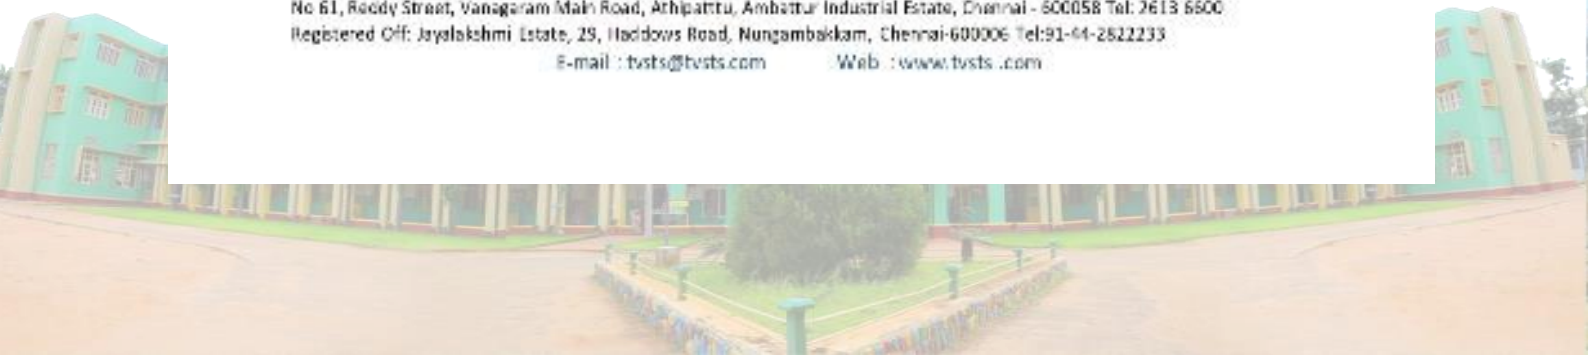 No 61, Reddy Street, Vanagaram Main Road, Athipatttu, Ambattur Industrial Estate, Chennai - 600058 Tel: 2613 6600
Registered Off: Jayalakshmi Estate, 29, Haddows Road, Nungambakkam, Chennai-600006 Tel:91-44-2822233
E-mail : tvsts@tvsts.com Web : www.tvsts .com